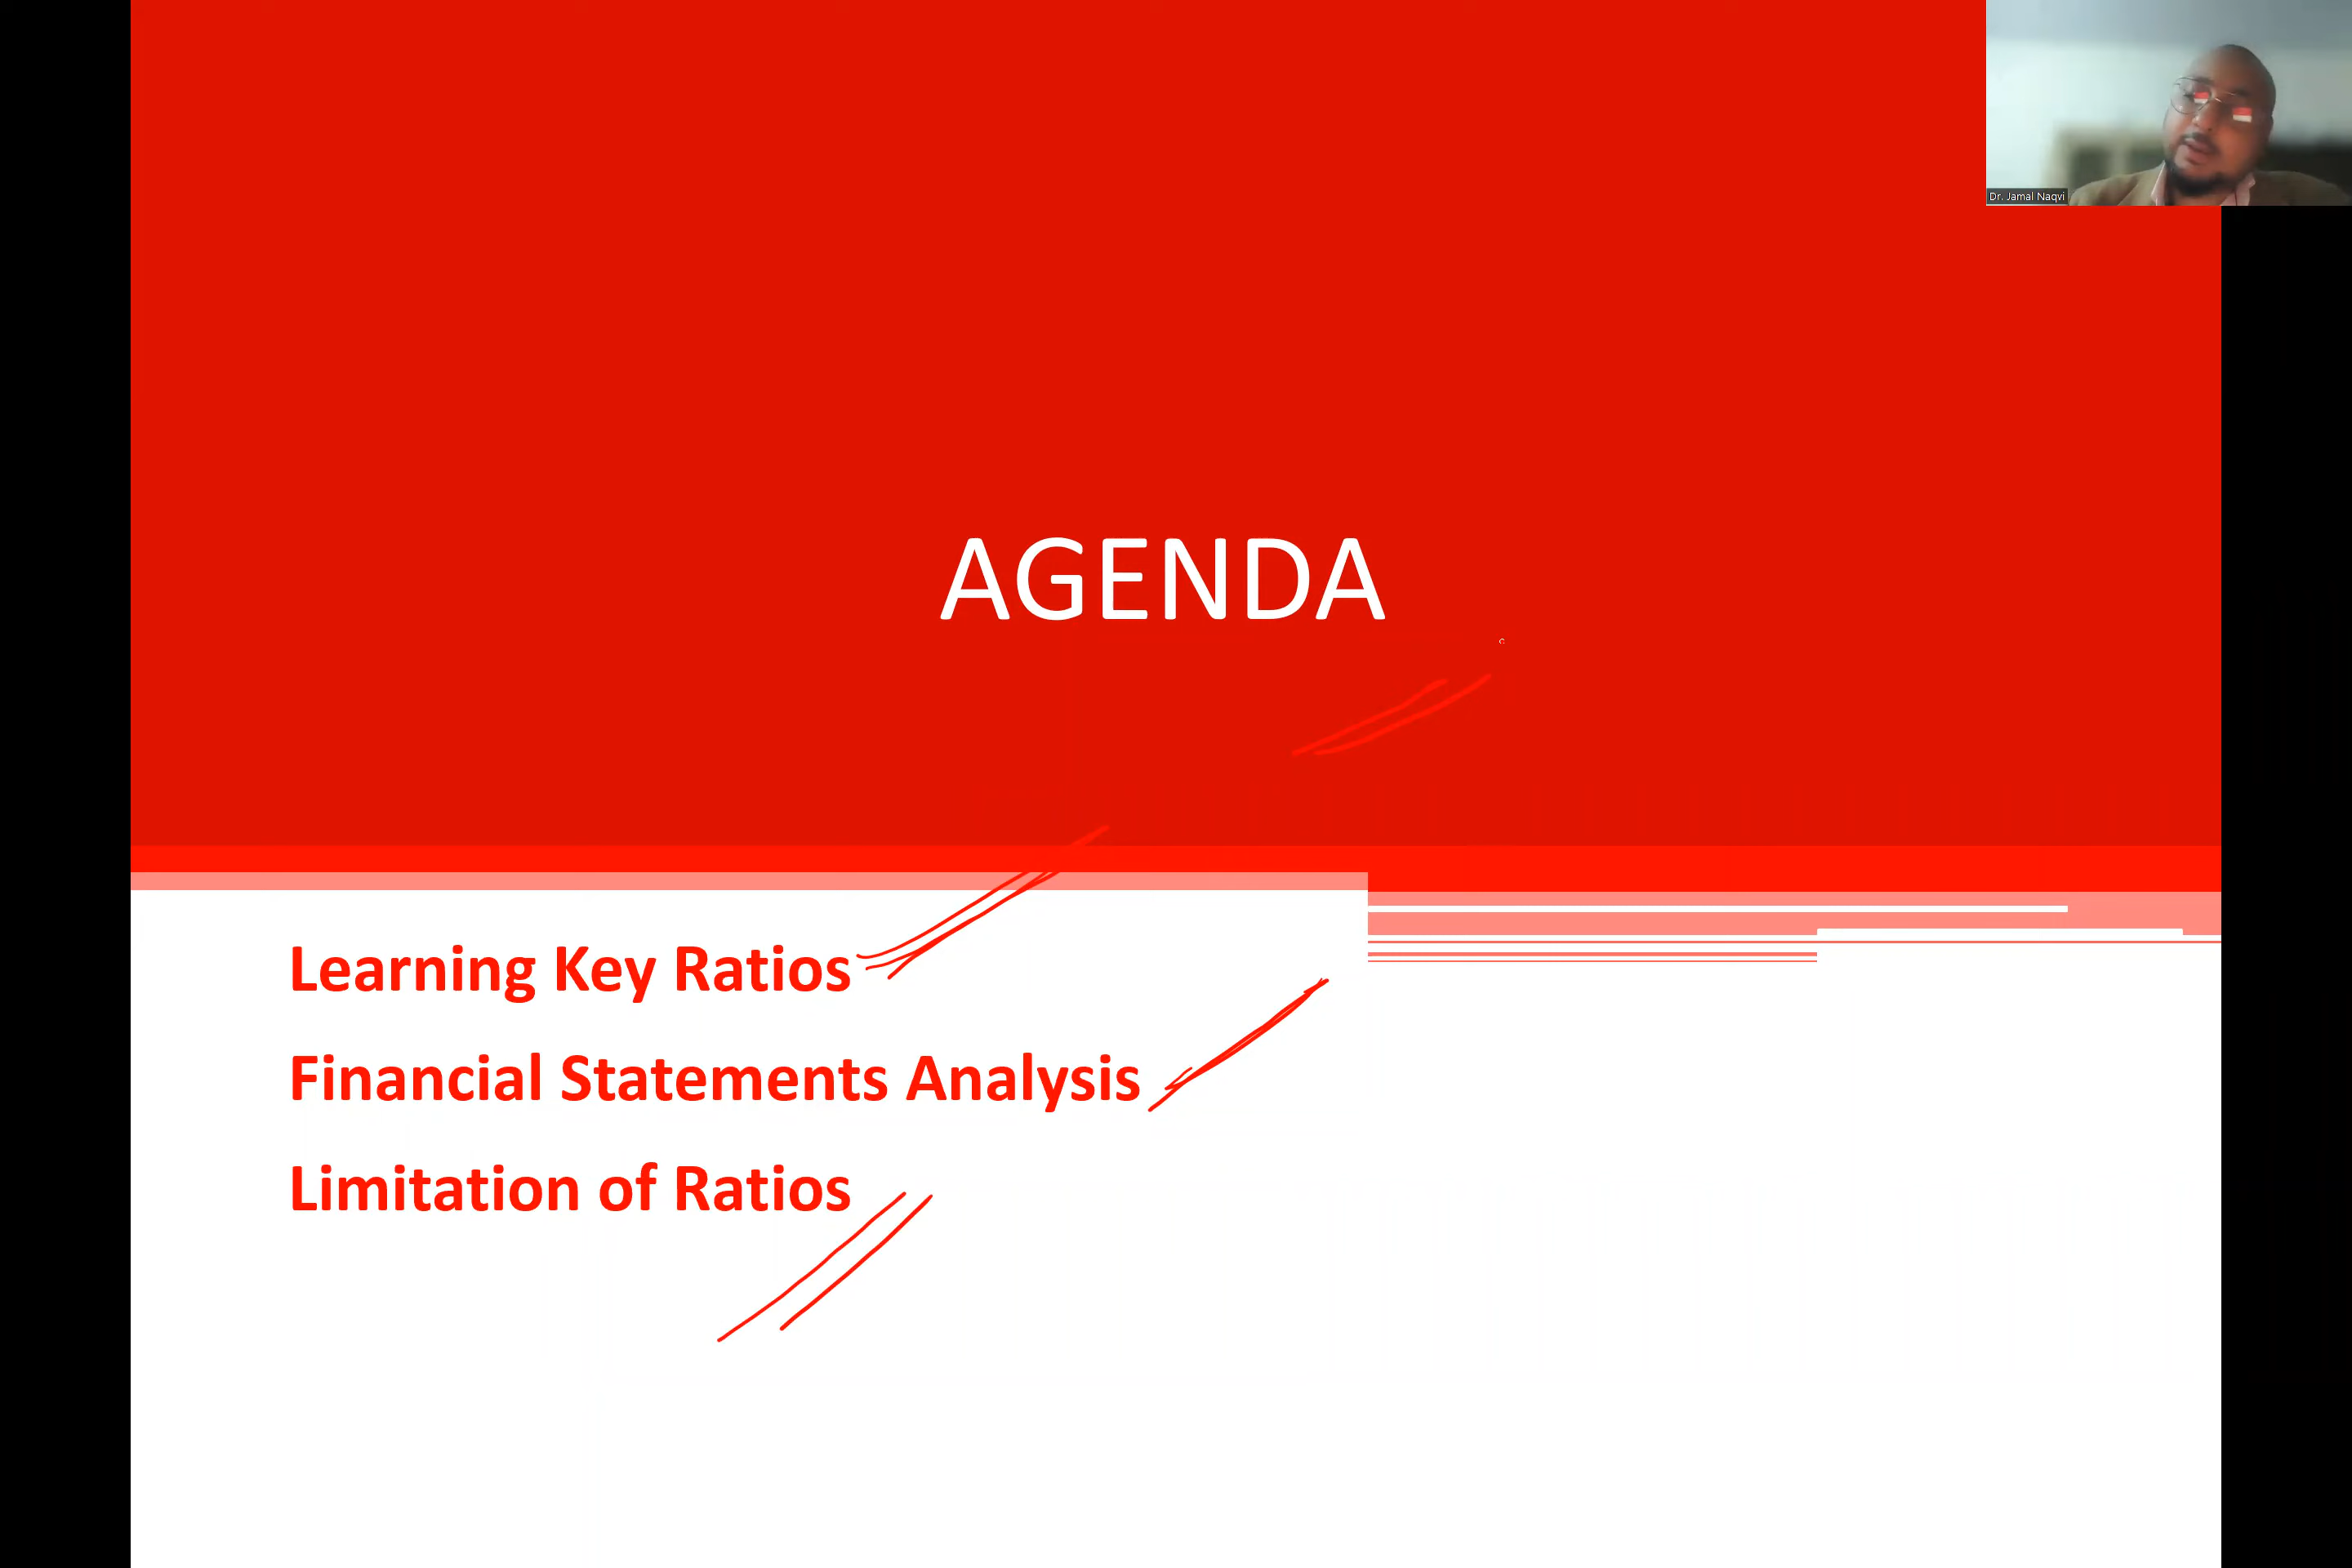 Dr. Jamal Naqvi
AGENDA
Learning Key Ratios
Financial Statements Analysis
Limitation of Ratios